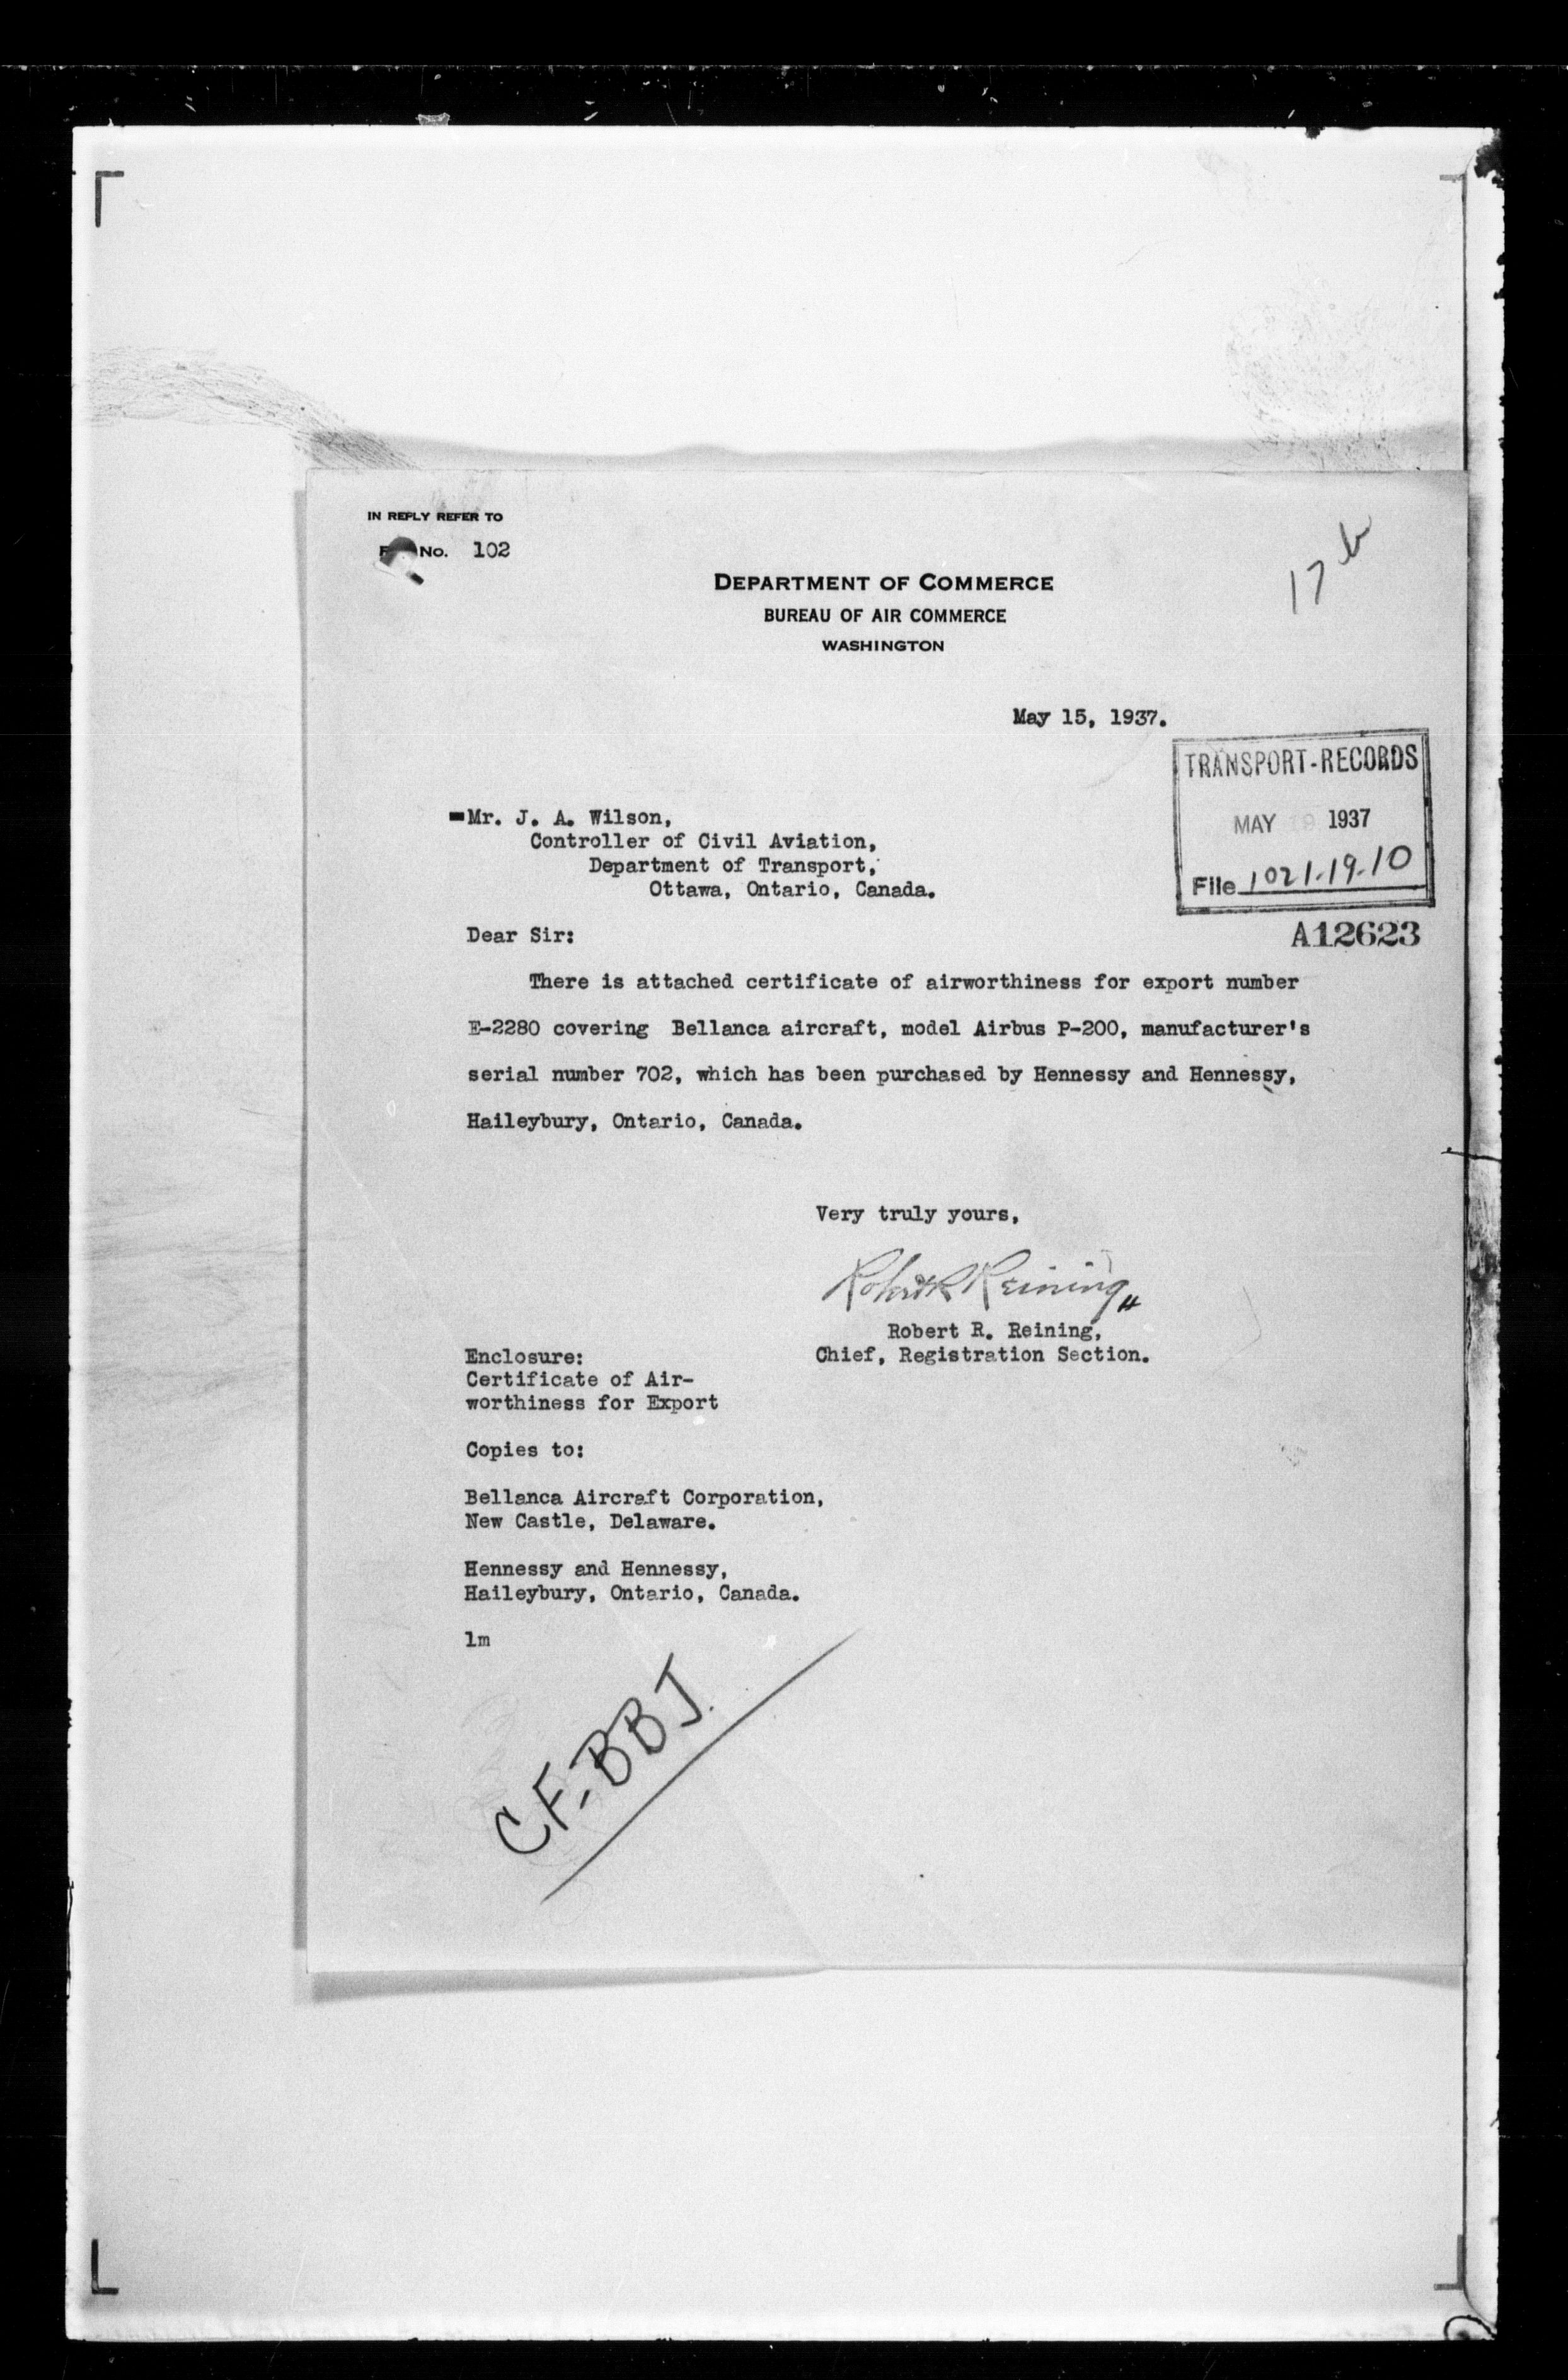 IN REPLY REFER TO
No. 102
DEPARTMENT OF COMMERCE
BUREAU OF AIR COMMERCE
WASHINGTON
May 15, 1937.
TRANSPORT-RECORDS
MAY 19 1937
File 1021-19-10
A12623
Mr. J. A. Wilson,
Controller of Civil Aviation,
Department of Transport,
Ottawa, Ontario, Canada.
Dear Sir:
There is attached certificate of airworthiness for export number
E-2280 covering Bellanca aircraft, model Airbus P-200, manufacturer's
serial number 702, which has been purchased by Hennessy and Hennessy,
Haileybury, Ontario, Canada.
Very truly yours,
Robert R Reining
Robert R. Reining,
Chief, Registration Section.
Enclosure:
Certificate of Air-
worthiness for Export
Copies to:
Bellanca Aircraft Corporation,
New Castle, Delaware.
Hennessy and Hennessy,
Haileybury, Ontario, Canada.
lm
CF-BBJ.